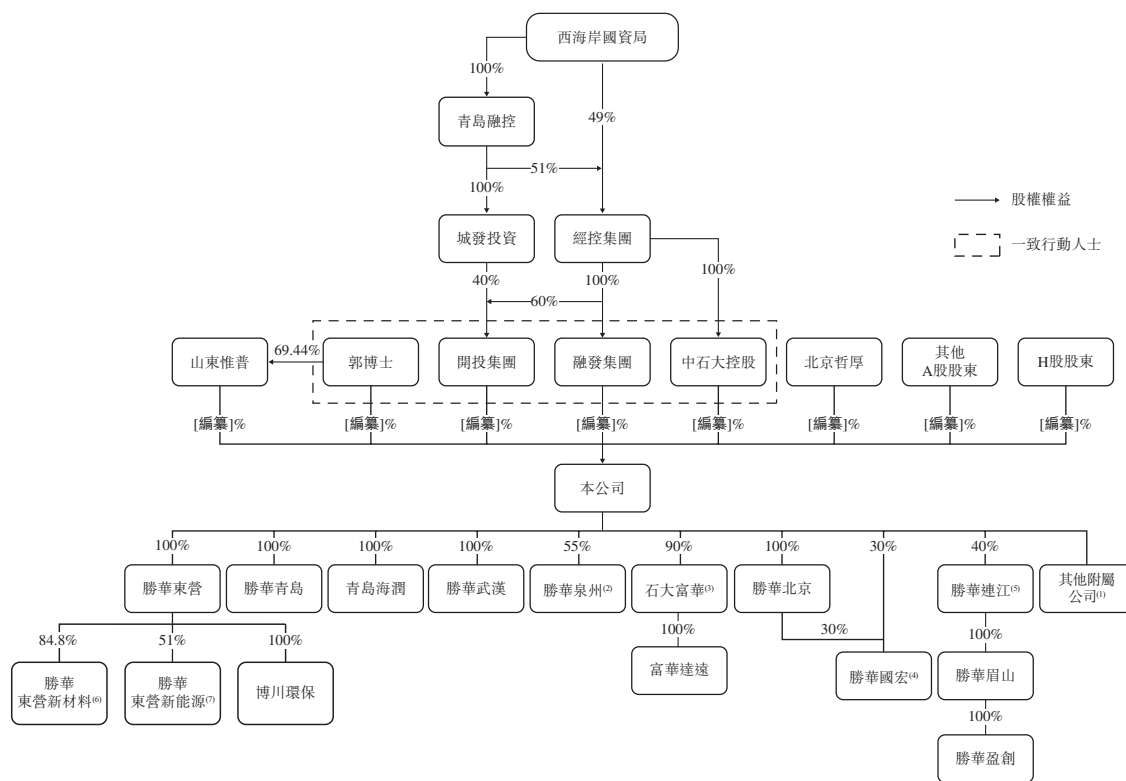 西海岸國資局
100%
青島融控
49%
51%
100%
城發投資
經控集團
股權權益
一致行動人士
40%
100%
100%
60%
山東惟普
69.44%
郭博士
開投集團
融發集團
中石大控股
北京哲厚
其他
A股股東
H股股東
[編纂]%
[編纂]%
[編纂]%
[編纂]%
[編纂]%
[編纂]%
[編纂]%
[編纂]%
本公司
100%
100%
100%
100%
55%
90%
100%
30%
40%
勝華東營
勝華青島
青島海潤
勝華武漢
勝華泉州(2)
石大富華(3)
勝華北京
勝華連江(5)
其他附屬
公司(1)
84.8%
51%
100%
100%
30%
100%
勝華
東營新材料(6)
勝華
東營新能源(7)
博川環保
富華達遠
勝華國宏(4)
勝華眉山
100%
勝華盈創